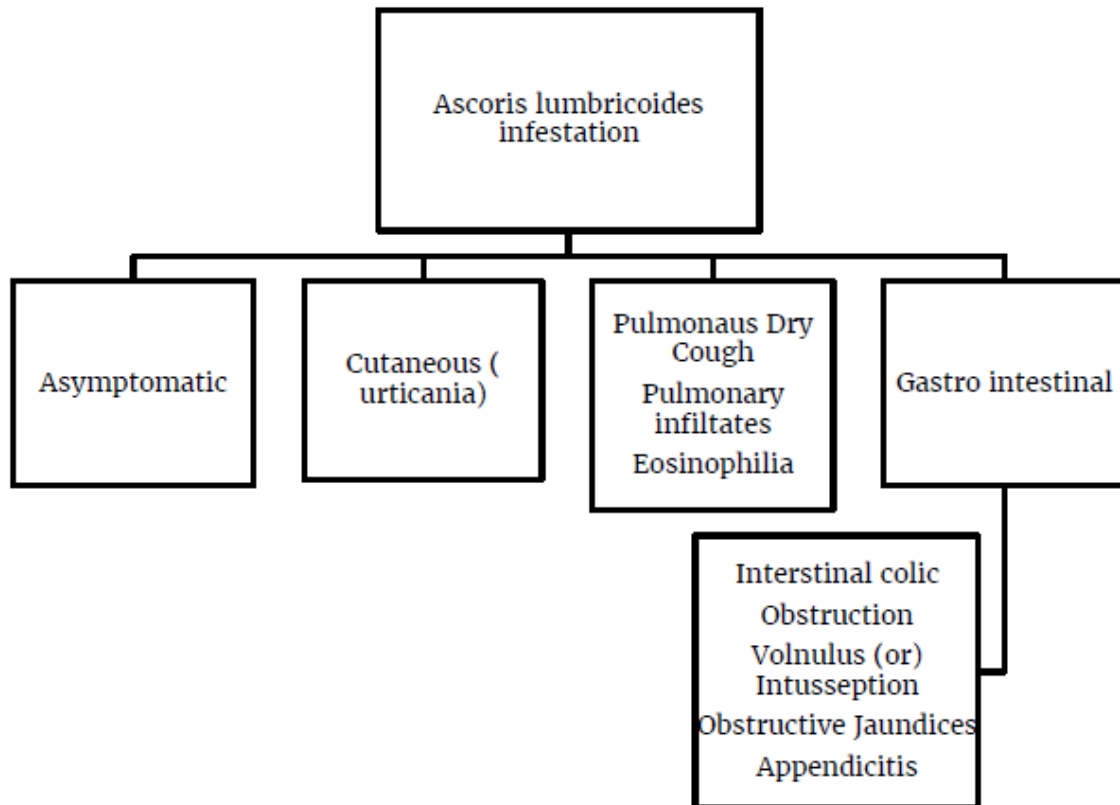 Ascoris lumbricoides
infestation
Asymptomatic
Cutaneous (
urticania)
Pulmonaus Dry
Cough
Pulmonary
infiltates
Eosinophilia
Gastro intestinal
Interstinal colic
Obstruction
Volnulus (or)
Intusseption
Obstructive Jaundices
Appendicitis